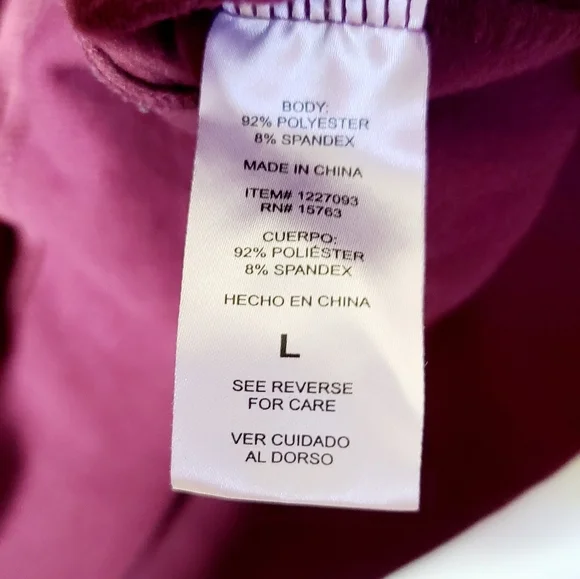 BODY:
92% POLYESTER
8% SPANDEX
MADE IN CHINA
ITEM# 1227093
RN# 15763
CUERPO:
92% POLIÉSTER
8% SPANDEX
HECHO EN CHINA
L
SEE REVERSE
FOR CARE
VER CUIDADO
AL DORSO